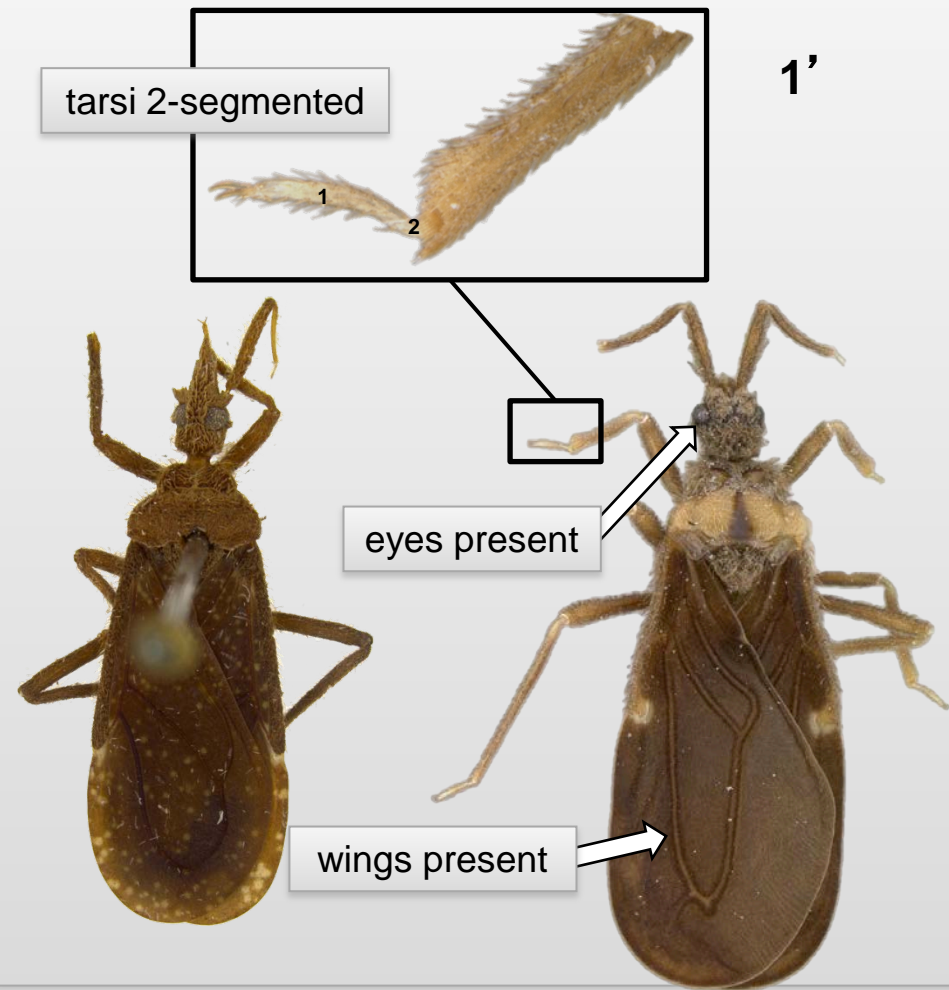 1’
tarsi 2-segmented
1
2
eyes present
wings present